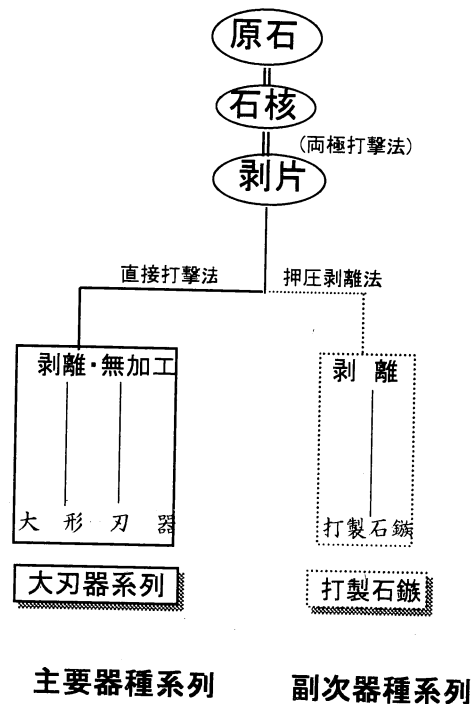 原石
石核
(両極打撃法)
剥片
直接打撃法
押圧剥離法
剥離・無加工
剥離
大形刃器
打製石鏃
大刃器系列
打製石鏃
主要器種系列
副次器種系列